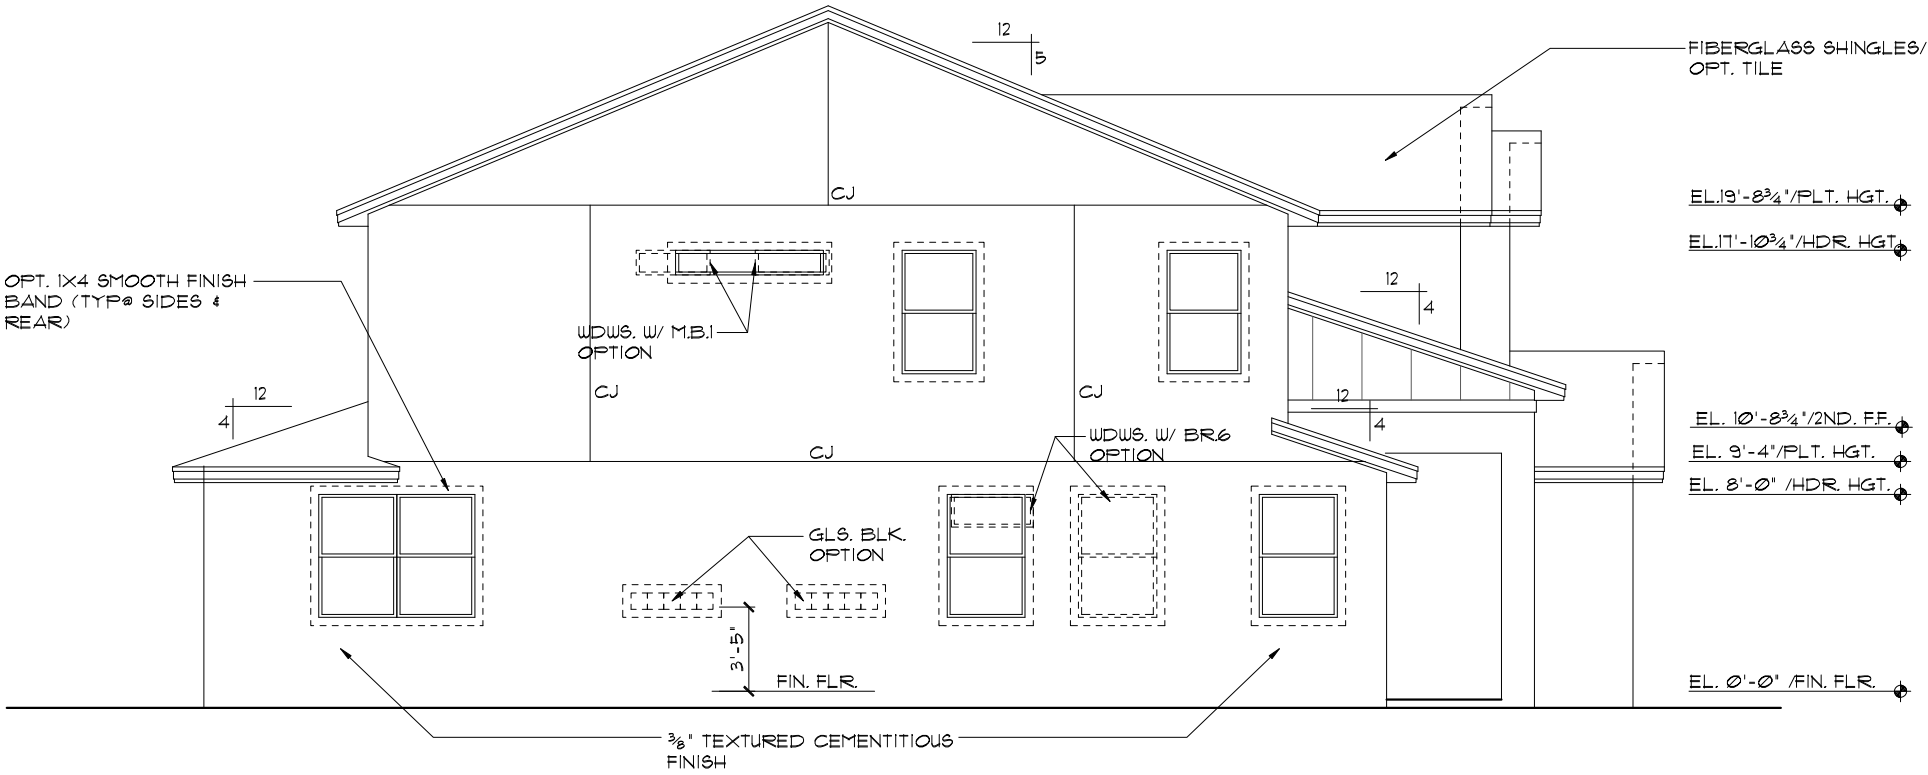 12
5
FIBERGLASS SHINGLES/
OPT. TILE
CJ
EL.19'-8¾"/PLT. HGT.
EL.17'-10¾"/HDR. HGT
OPT. 1X4 SMOOTH FINISH
BAND (TYP@ SIDES &
REAR)
12
4
WDWS. W/ M.B.1
OPTION
12
4
CJ
CJ
12
4
EL. 10'-8¾"/2ND. F.F.
WDWS. W/ BR.6
OPTION
CJ
EL. 9'-4"/PLT. HGT.
EL. 8'-0" /HDR. HGT.
GLS. BLK.
OPTION
3'-5"
FIN. FLR.
EL. 0'-0" /FIN. FLR.
⅜" TEXTURED CEMENTITIOUS
FINISH